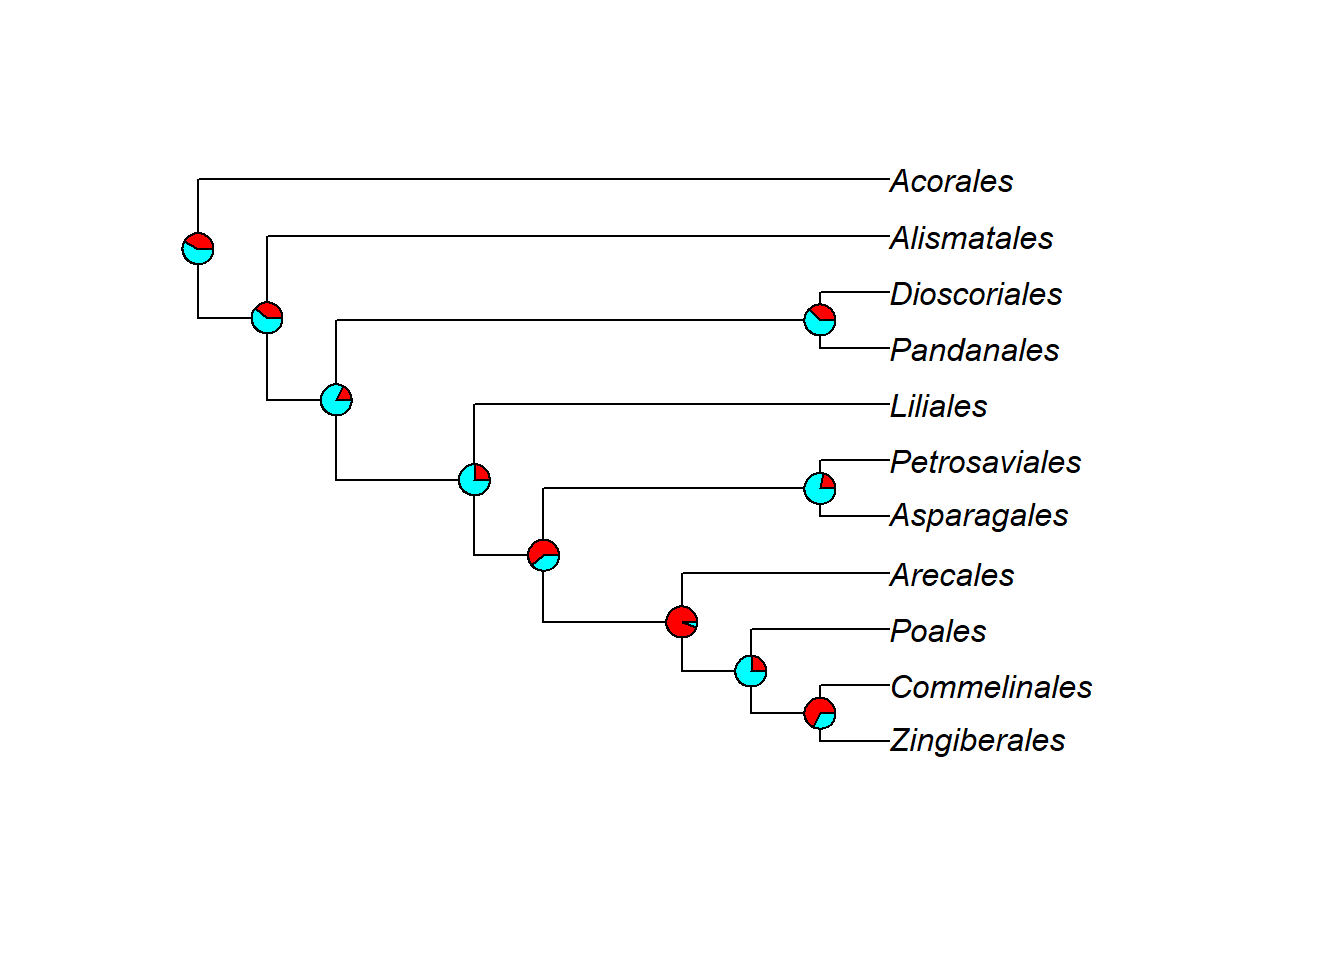 Acorales
Alismatales
Dioscoriales
Pandanales
Liliales
Petrosaviales
Asparagales
Arecales
Poales
Commelinales
Zingiberales